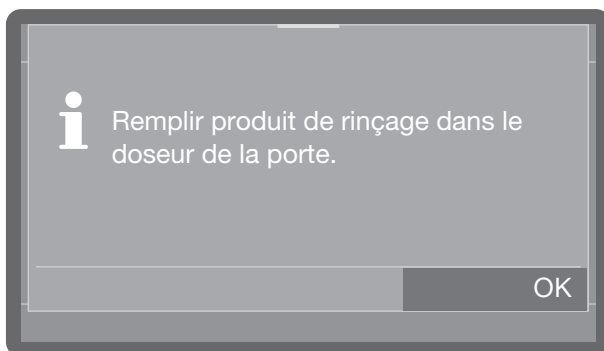 Remplir produit de rinçage dans le
doseur de la porte.
OK